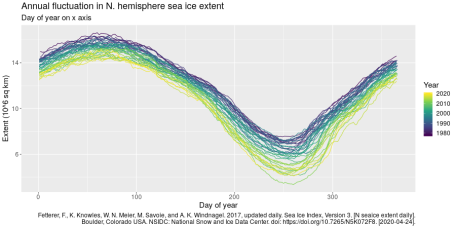 Annual fluctuation in N. hemisphere sea ice extent
Day of year on x axis
Extent (10^6 sq km)
14
10
6
0
100
200
300
Day of year
Year
2020
2010
2000
1990
1980
Fetterer, F., K. Knowles, W. N. Meier, M. Savoie, and A. K. Windnagel. 2017, updated daily. Sea Ice Index, Version 3. [N sealce extent daily].
Boulder, Colorado USA. NSIDC: National Snow and Ice Data Center. doi: https://doi.org/10.7265/N5K072F8. [2020-04-24].